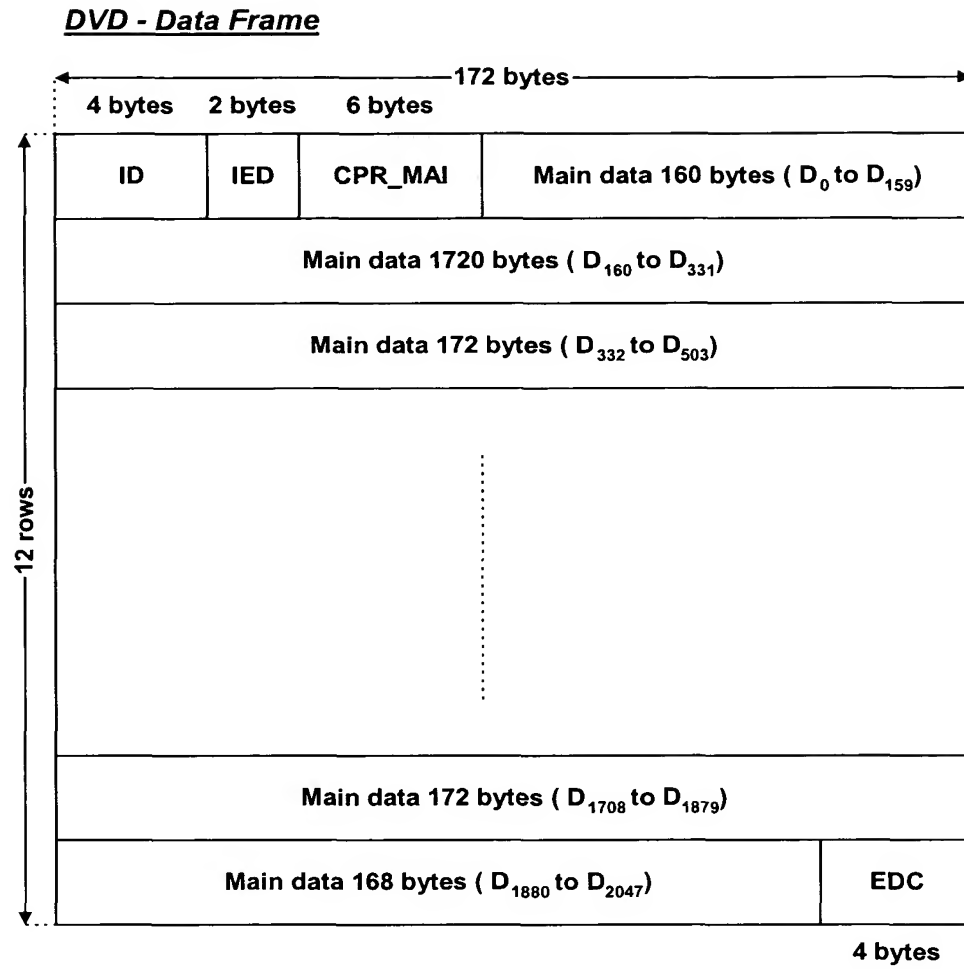 DVD - Data Frame
172 bytes
4 bytes 2 bytes 6 bytes
ID IED CPR_MAI Main data 160 bytes ( D0 to D159)
Main data 1720 bytes ( D160 to D331)
Main data 172 bytes ( D332 to D503)
12 rows
Main data 172 bytes ( D1708 to D1879)
Main data 168 bytes ( D1880 to D2047) EDC
4 bytes